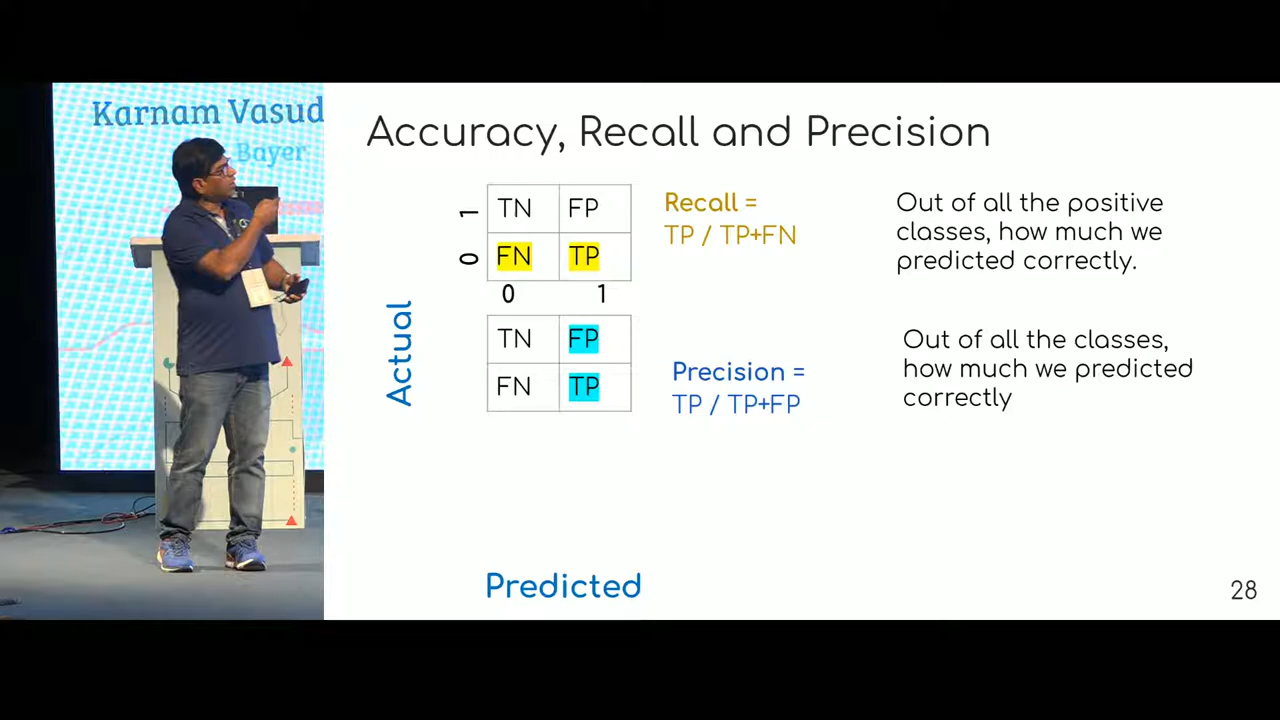 Karnam Vasud
Bayer
Accuracy, Recall and Precision
1
TN FP
0
FN TP
0 1
Recall =
TP / TP+FN
Out of all the positive
classes, how much we
predicted correctly.
Actual
TN FP
FN TP
Precision =
TP / TP+FP
Out of all the classes,
how much we predicted
correctly
Predicted
28